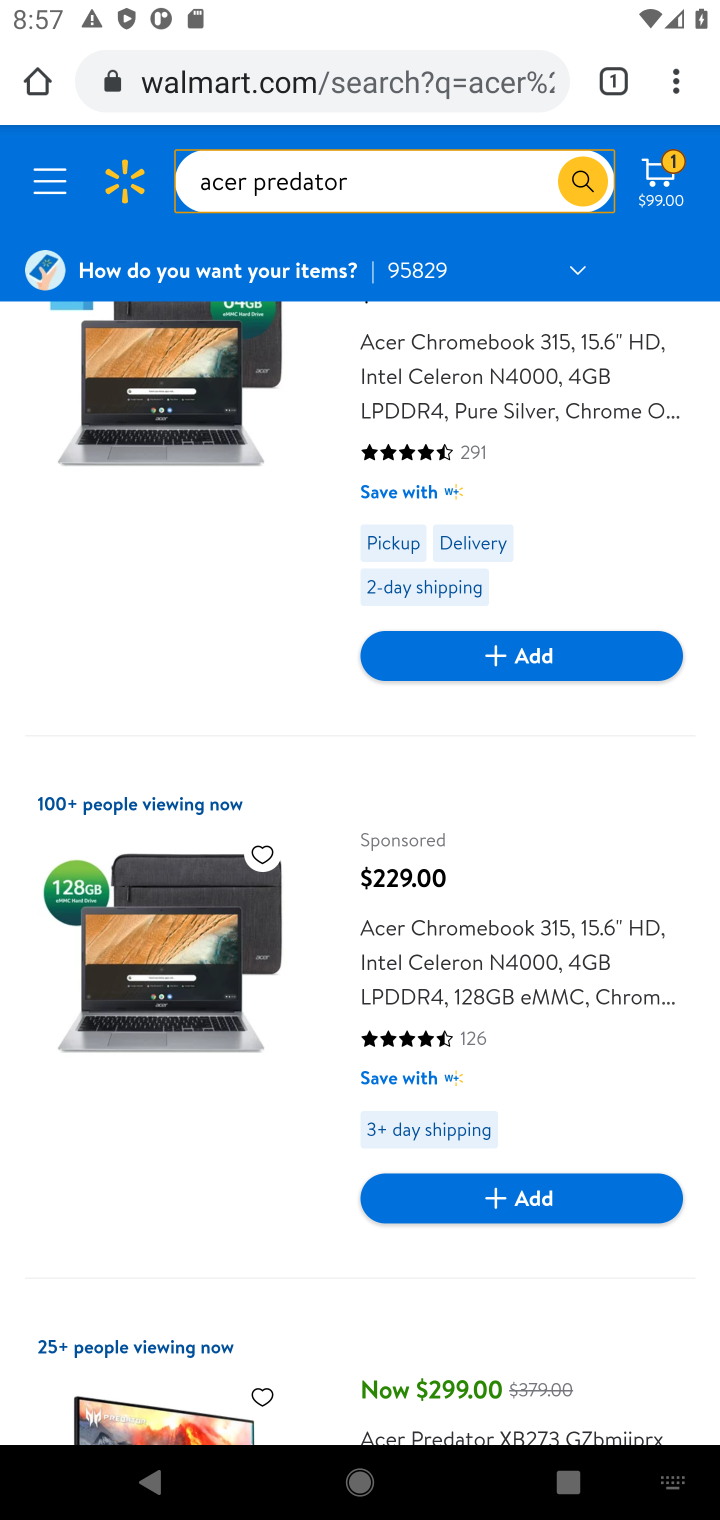 8:57
walmart.com/search?q=acer%2
1
acer predator
1
$99.00
How do you want your items? | 95829
64GB
eMMC Hard Drive
acer
Acer Chromebook 315, 15.6" HD,
Intel Celeron N4000, 4GB
LPDDR4, Pure Silver, Chrome O...
291
Save with W+
Pickup
Delivery
2-day shipping
+ Add
100+ people viewing now
128GB
eMMC Hard Drive
acer
Sponsored
$229.00
Acer Chromebook 315, 15.6" HD,
Intel Celeron N4000, 4GB
LPDDR4, 128GB eMMC, Chrom...
126
Save with W+
3+ day shipping
+ Add
25+ people viewing now
PREDATOR
Now $299.00 $379.00
Acer Predator XB273 GZbmiiprx